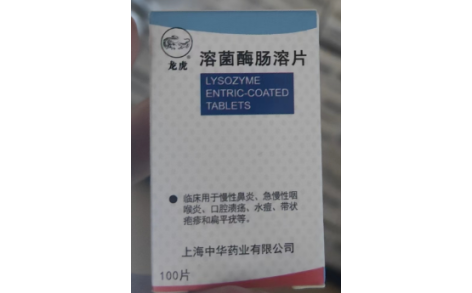 龙虎
溶菌酶肠溶片
LYSOZYME
ENTRIC-COATED
TABLETS
● 临床用于慢性鼻炎、急慢性咽
喉炎、口腔溃疡、水痘、带状
疱疹和扁平疣等。
上海中华药业有限公司
100片